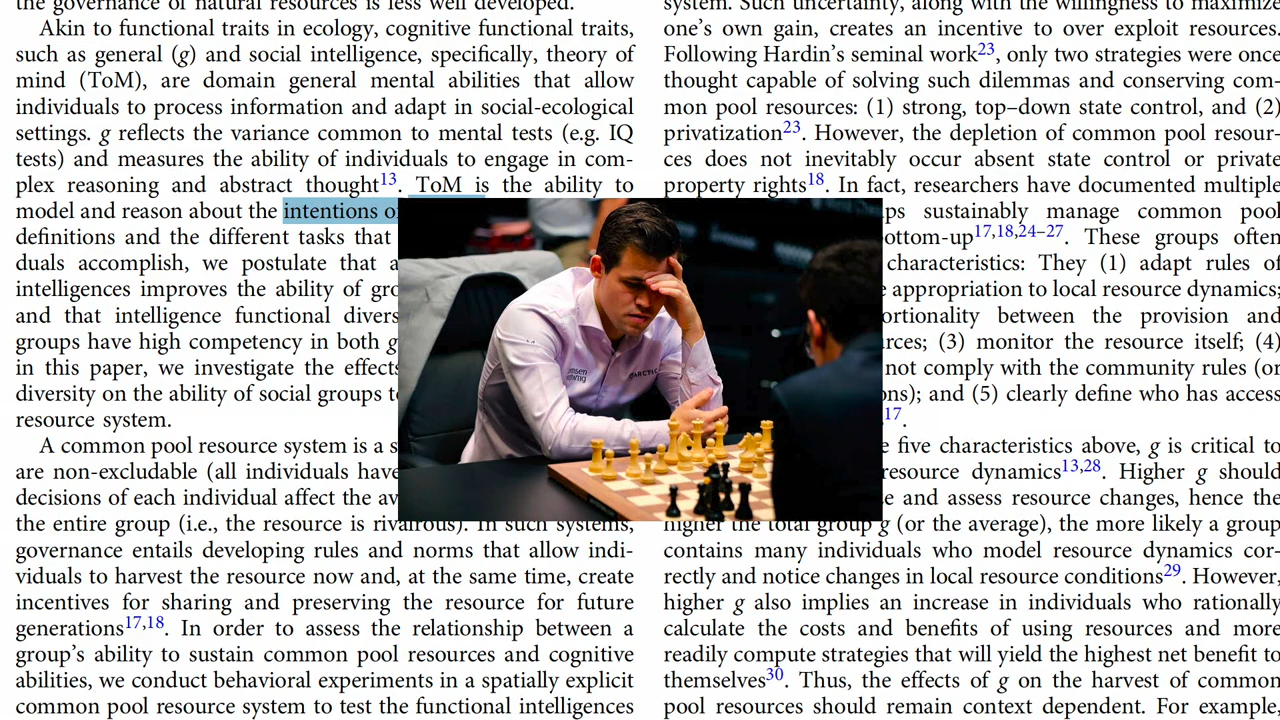 the governance of natural resources is less well developed.
Akin to functional traits in ecology, cognitive functional traits,
such as general (g) and social intelligence, specifically, theory of
mind (ToM), are domain general mental abilities that allow
individuals to process information and adapt in social-ecological
settings. g reflects the variance common to mental tests (e.g. IQ
tests) and measures the ability of individuals to engage in com-
plex reasoning and abstract thought13. ToM is the ability to
model and reason about the intentions o
definitions and the different tasks that
duals accomplish, we postulate that a
intelligences improves the ability of gro
and that intelligence functional divers
groups have high competency in both g
in this paper, we investigate the effects
diversity on the ability of social groups to
resource system.
A common pool resource system is a s
are non-excludable (all individuals have
decisions of each individual affect the av
the entire group (i.e., the resource is rivalrous). In such systems,
governance entails developing rules and norms that allow indi-
viduals to harvest the resource now and, at the same time, create
incentives for sharing and preserving the resource for future
generations17,18. In order to assess the relationship between a
group's ability to sustain common pool resources and cognitive
abilities, we conduct behavioral experiments in a spatially explicit
common pool resource system to test the functional intelligences
system. Such uncertainty, along with the willingness to maximize
one's own gain, creates an incentive to over exploit resources.
Following Hardin's seminal work23, only two strategies were once
thought capable of solving such dilemmas and conserving com-
mon pool resources: (1) strong, top–down state control, and (2)
privatization23. However, the depletion of common pool resour-
ces does not inevitably occur absent state control or private
property rights18. In fact, researchers have documented multiple
ps sustainably manage common pool
ottom-up17,18,24–27. These groups often
characteristics: They (1) adapt rules of
e appropriation to local resource dynamics;
ortionality between the provision and
rces; (3) monitor the resource itself; (4)
not comply with the community rules (or
ons); and (5) clearly define who has access
17.
e five characteristics above, g is critical to
resource dynamics13,28. Higher g should
e and assess resource changes, hence the
higher the total group g (or the average), the more likely a group
contains many individuals who model resource dynamics cor-
rectly and notice changes in local resource conditions29. However,
higher g also implies an increase in individuals who rationally
calculate the costs and benefits of using resources and more
readily compute strategies that will yield the highest net benefit to
themselves30. Thus, the effects of g on the harvest of common
pool resources should remain context dependent. For example,
ARCTIC